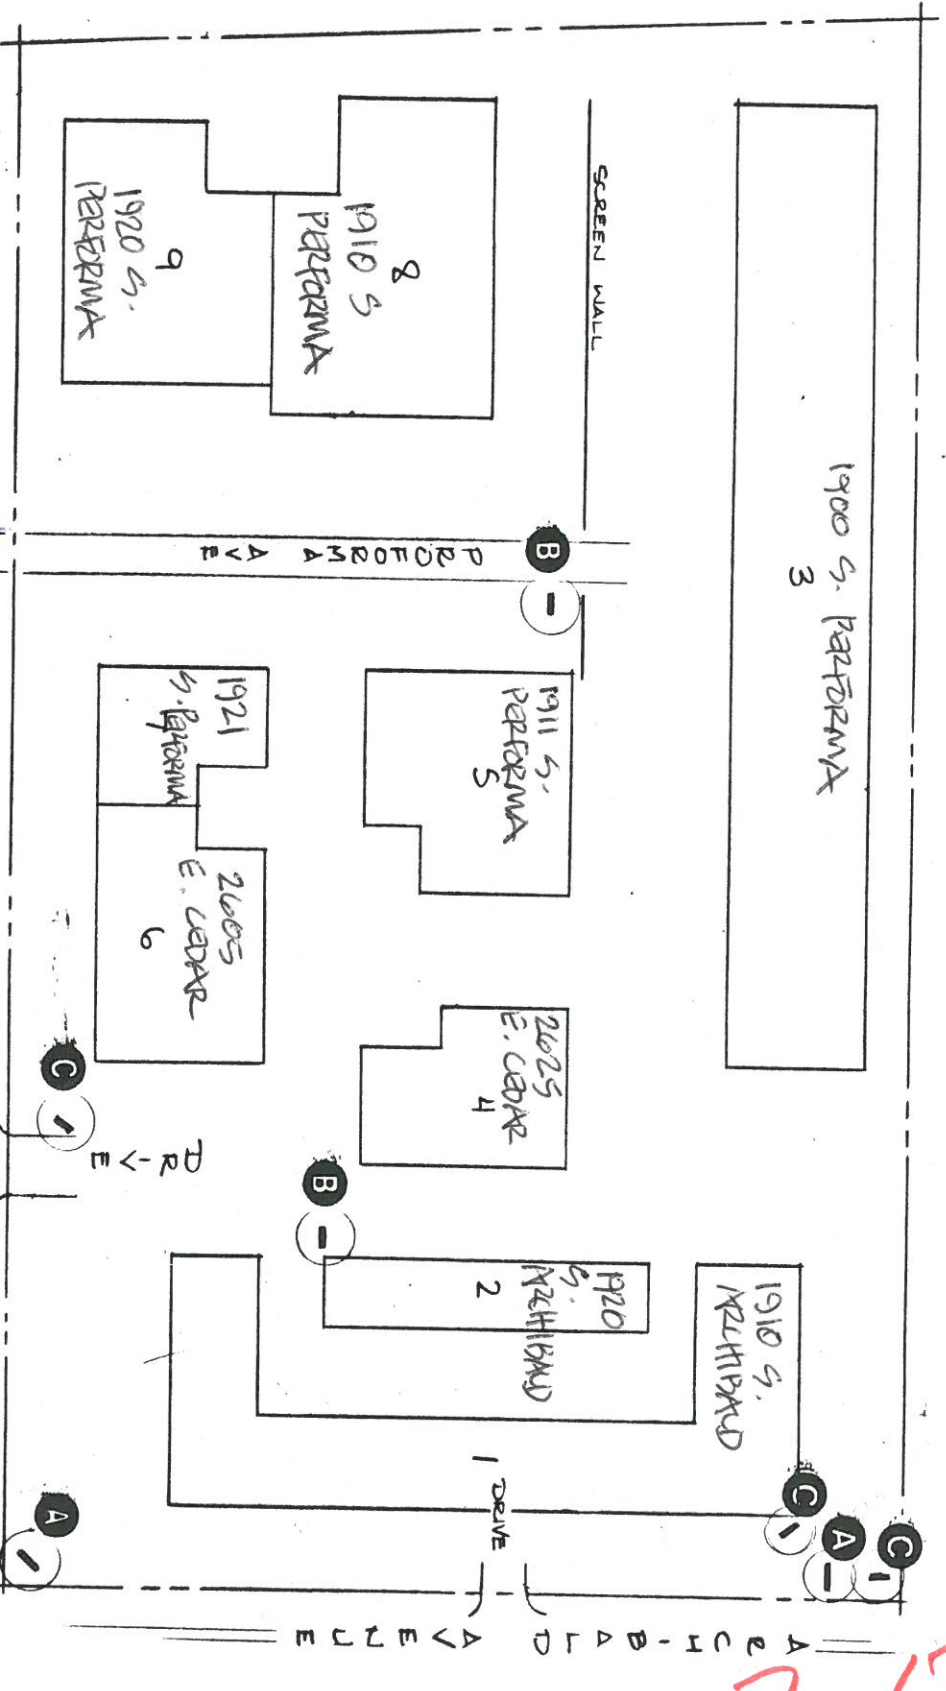 1900 S. PERFORMA
3
SCREEN WALL
8
1910 S
PERFORMA
9
1920 S.
PERFORMA
B
PROFORMA AVE
1911 S.
PERFORMA
5
1921
S. PERFORMA
7
2605
E. CEDAR
6
2625
E. CEDAR
4
C
DRIVE
B
1920
S.
ARCHIBALD
2
1910 S.
ARCHIBALD
1
DRIVE
C
A
C
A
ARCHIBALD AVENUE